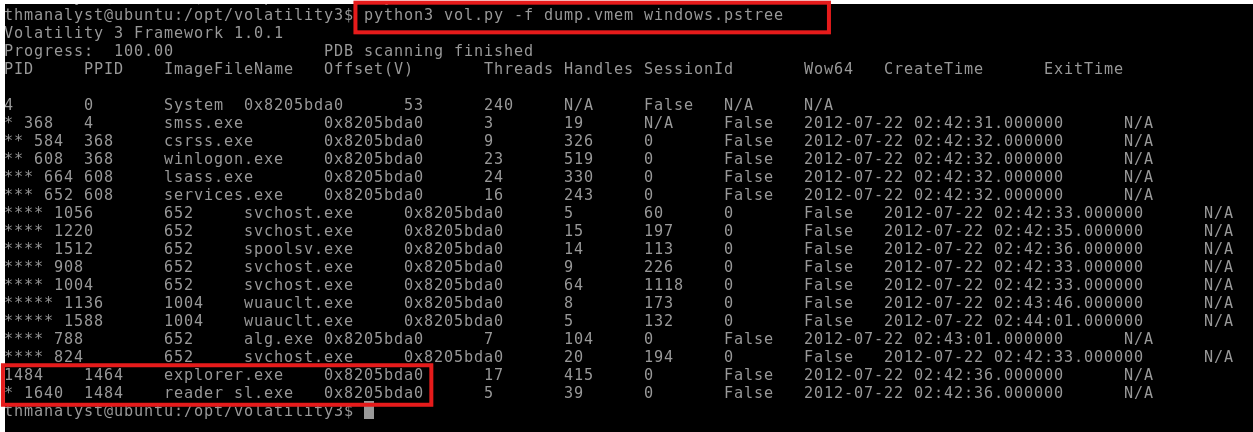 thmanalyst@ubuntu:/opt/volatility3$ python3 vol.py -f dump.vmem windows.pstree
Volatility 3 Framework 1.0.1
Progress:  100.00               PDB scanning finished
PID     PPID    ImageFileName   Offset(V)       Threads Handles SessionId       Wow64   CreateTime      ExitTime
4       0       System  0x8205bda0      53      240     N/A     False   N/A     N/A
* 368   4       smss.exe        0x8205bda0      3       19      N/A     False   2012-07-22 02:42:31.000000      N/A
** 584  368     csrss.exe       0x8205bda0      9       326     0       False   2012-07-22 02:42:32.000000      N/A
** 608  368     winlogon.exe    0x8205bda0      23      519     0       False   2012-07-22 02:42:32.000000      N/A
*** 664 608     lsass.exe       0x8205bda0      24      330     0       False   2012-07-22 02:42:32.000000      N/A
*** 652 608     services.exe    0x8205bda0      16      243     0       False   2012-07-22 02:42:32.000000      N/A
**** 1056       652     svchost.exe     0x8205bda0      5       60      0       False   2012-07-22 02:42:33.000000      N/A
**** 1220       652     svchost.exe     0x8205bda0      15      197     0       False   2012-07-22 02:42:35.000000      N/A
**** 1512       652     spoolsv.exe     0x8205bda0      14      113     0       False   2012-07-22 02:42:36.000000      N/A
**** 908        652     svchost.exe     0x8205bda0      9       226     0       False   2012-07-22 02:42:33.000000      N/A
**** 1004       652     svchost.exe     0x8205bda0      64      1118    0       False   2012-07-22 02:42:33.000000      N/A
***** 1136      1004    wuauclt.exe     0x8205bda0      8       173     0       False   2012-07-22 02:43:46.000000      N/A
***** 1588      1004    wuauclt.exe     0x8205bda0      5       132     0       False   2012-07-22 02:44:01.000000      N/A
**** 788        652     alg.exe 0x8205bda0      7       104     0       False   2012-07-22 02:43:01.000000      N/A
**** 824        652     svchost.exe     0x8205bda0      20      194     0       False   2012-07-22 02:42:33.000000      N/A
1484    1464    explorer.exe    0x8205bda0      17      415     0       False   2012-07-22 02:42:36.000000      N/A
* 1640  1484    reader_sl.exe   0x8205bda0      5       39      0       False   2012-07-22 02:42:36.000000      N/A
thmanalyst@ubuntu:/opt/volatility3$